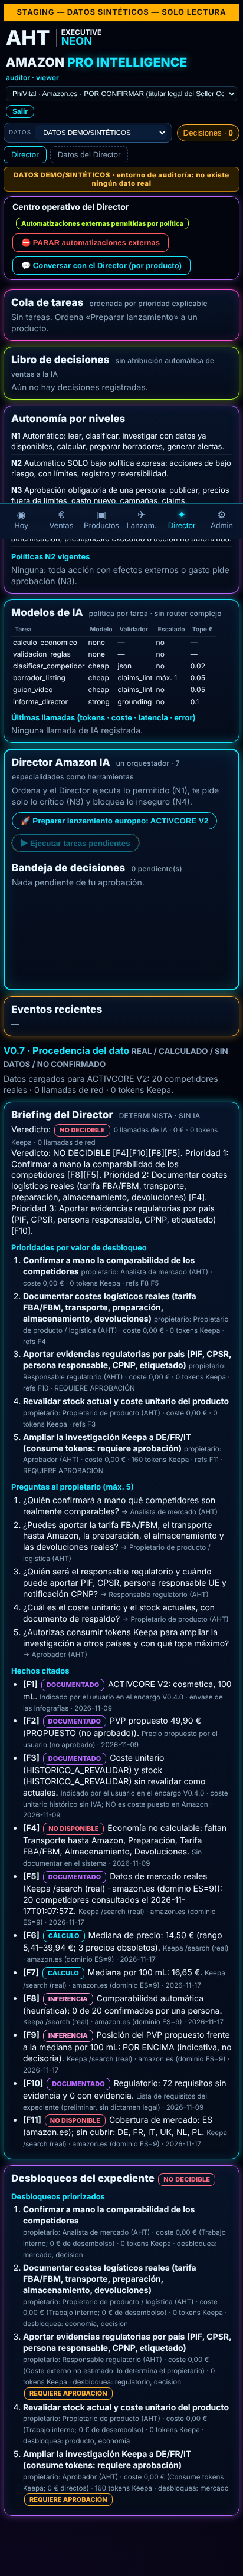 STAGING — DATOS SINTÉTICOS — SOLO LECTURA
AHT EXECUTIVE NEON
AMAZON PRO INTELLIGENCE
auditor · viewer
PhiVital · Amazon.es · POR CONFIRMAR (titular legal del Seller Ce
Salir
DATOS DATOS DEMO/SINTÉTICOS Decisiones · 0
Director Datos del Director
DATOS DEMO/SINTÉTICOS · entorno de auditoría: no existe
ningún dato real
Centro operativo del Director
Automatizaciones externas permitidas por política
⛔ PARAR automatizaciones externas
💬 Conversar con el Director (por producto)
Cola de tareas ordenada por prioridad explicable
Sin tareas. Ordena «Preparar lanzamiento» a un
producto.
Libro de decisiones sin atribución automática de
ventas a la IA
Aún no hay decisiones registradas.
Autonomía por niveles
N1 Automático: leer, clasificar, investigar con datos ya
disponibles, calcular, preparar borradores, generar alertas.
N2 Automático SOLO bajo política expresa: acciones de bajo
riesgo, con límites, registro y reversibilidad.
N3 Aprobación obligatoria de una persona: publicar, precios
fuera de límites, gasto nuevo, campañas, claims,
Hoy Ventas Productos Lanzam. Director Admin
Políticas N2 vigentes
Ninguna: toda acción con efectos externos o gasto pide
aprobación (N3).
Modelos de IA política por tarea · sin router complejo
Tarea Modelo Validador Escalado Tope €
calculo_economico none — no —
validacion_reglas none — no —
clasificar_competidor cheap json no 0.02
borrador_listing cheap claims_lint máx. 1 0.05
guion_video cheap claims_lint no 0.05
informe_director strong grounding no 0.1
Últimas llamadas (tokens · coste · latencia · error)
Ninguna llamada de IA registrada.
Director Amazon IA un orquestador · 7
especialidades como herramientas
Ordena y el Director ejecuta lo permitido (N1), te pide
solo lo crítico (N3) y bloquea lo inseguro (N4).
🚀 Preparar lanzamiento europeo: ACTIVCORE V2
▶ Ejecutar tareas pendientes
Bandeja de decisiones 0 pendiente(s)
Nada pendiente de tu aprobación.
Eventos recientes
—
V0.7 · Procedencia del dato REAL / CALCULADO / SIN
DATOS / NO CONFIRMADO
Datos cargados para ACTIVCORE V2: 20 competidores
reales · 0 llamadas de red · 0 tokens Keepa.
Briefing del Director DETERMINISTA · SIN IA
Veredicto: NO DECIDIBLE 0 llamadas de IA · 0 € · 0 tokens
Keepa · 0 llamadas de red
Veredicto: NO DECIDIBLE [F4][F10][F8][F5]. Prioridad 1:
Confirmar a mano la comparabilidad de los
competidores [F8][F5]. Prioridad 2: Documentar costes
logísticos reales (tarifa FBA/FBM, transporte,
preparación, almacenamiento, devoluciones) [F4].
Prioridad 3: Aportar evidencias regulatorias por país
(PIF, CPSR, persona responsable, CPNP, etiquetado)
[F10].
Prioridades por valor de desbloqueo
1. Confirmar a mano la comparabilidad de los
competidores propietario: Analista de mercado (AHT) ·
coste 0,00 € · 0 tokens Keepa · refs F8 F5
2. Documentar costes logísticos reales (tarifa
FBA/FBM, transporte, preparación,
almacenamiento, devoluciones) propietario: Propietario
de producto / logística (AHT) · coste 0,00 € · 0 tokens Keepa ·
refs F4
3. Aportar evidencias regulatorias por país (PIF, CPSR,
persona responsable, CPNP, etiquetado) propietario:
Responsable regulatorio (AHT) · coste 0,00 € · 0 tokens Keepa
· refs F10 · REQUIERE APROBACIÓN
4. Revalidar stock actual y coste unitario del producto
propietario: Propietario de producto (AHT) · coste 0,00 € · 0
tokens Keepa · refs F3
5. Ampliar la investigación Keepa a DE/FR/IT
(consume tokens: requiere aprobación) propietario:
Aprobador (AHT) · coste 0,00 € · 160 tokens Keepa · refs F11 ·
REQUIERE APROBACIÓN
Preguntas al propietario (máx. 5)
1. ¿Quién confirmará a mano qué competidores son
realmente comparables? → Analista de mercado (AHT)
2. ¿Puedes aportar la tarifa FBA/FBM, el transporte
hasta Amazon, la preparación, el almacenamiento y
las devoluciones reales? → Propietario de producto /
logística (AHT)
3. ¿Quién será el responsable regulatorio y cuándo
puede aportar PIF, CPSR, persona responsable UE y
notificación CPNP? → Responsable regulatorio (AHT)
4. ¿Cuál es el coste unitario y el stock actuales, con
documento de respaldo? → Propietario de producto (AHT)
5. ¿Autorizas consumir tokens Keepa para ampliar la
investigación a otros países y con qué tope máximo?
→ Aprobador (AHT)
Hechos citados
[F1] DOCUMENTADO ACTIVCORE V2: cosmetica, 100
mL. Indicado por el usuario en el encargo V0.4.0 · envase de
las infografías · 2026-11-09
[F2] DOCUMENTADO PVP propuesto 49,90 €
(PROPUESTO (no aprobado)). Precio propuesto por el
usuario (no aprobado) · 2026-11-09
[F3] DOCUMENTADO Coste unitario
(HISTORICO_A_REVALIDAR) y stock
(HISTORICO_A_REVALIDAR) sin revalidar como
actuales. Indicado por el usuario en el encargo V0.4.0 · coste
unitario histórico sin IVA, NO es coste puesto en Amazon ·
2026-11-09
[F4] NO DISPONIBLE Economía no calculable: faltan
Transporte hasta Amazon, Preparación, Tarifa
FBA/FBM, Almacenamiento, Devoluciones. Sin
documentar en el sistema · 2026-11-09
[F5] DOCUMENTADO Datos de mercado reales
(Keepa /search (real) · amazon.es (dominio ES=9)):
20 competidores consultados el 2026-11-
17T01:07:57Z. Keepa /search (real) · amazon.es (dominio
ES=9) · 2026-11-17
[F6] CÁLCULO Mediana de precio: 14,50 € (rango
5,41–39,94 €; 3 precios obsoletos). Keepa /search (real)
· amazon.es (dominio ES=9) · 2026-11-17
[F7] CÁLCULO Mediana por 100 mL: 16,65 €. Keepa
/search (real) · amazon.es (dominio ES=9) · 2026-11-17
[F8] INFERENCIA Comparabilidad automática
(heurística): 0 de 20 confirmados por una persona.
Keepa /search (real) · amazon.es (dominio ES=9) · 2026-11-17
[F9] INFERENCIA Posición del PVP propuesto frente
a la mediana por 100 mL: POR ENCIMA (indicativa, no
decisoria). Keepa /search (real) · amazon.es (dominio ES=9) ·
2026-11-17
[F10] DOCUMENTADO Regulatorio: 72 requisitos sin
evidencia y 0 con evidencia. Lista de requisitos del
expediente (preliminar, sin dictamen legal) · 2026-11-09
[F11] NO DISPONIBLE Cobertura de mercado: ES
(amazon.es); sin cubrir: DE, FR, IT, UK, NL, PL. Keepa
/search (real) · amazon.es (dominio ES=9) · 2026-11-17
Desbloqueos del expediente NO DECIDIBLE
Desbloqueos priorizados
1. Confirmar a mano la comparabilidad de los
competidores
propietario: Analista de mercado (AHT) · coste 0,00 € (Trabajo
interno; 0 € de desembolso) · 0 tokens Keepa · desbloquea:
mercado, decision
2. Documentar costes logísticos reales (tarifa
FBA/FBM, transporte, preparación,
almacenamiento, devoluciones)
propietario: Propietario de producto / logística (AHT) · coste
0,00 € (Trabajo interno; 0 € de desembolso) · 0 tokens Keepa ·
desbloquea: economia, decision
3. Aportar evidencias regulatorias por país (PIF, CPSR,
persona responsable, CPNP, etiquetado)
propietario: Responsable regulatorio (AHT) · coste 0,00 €
(Coste externo no estimado: lo determina el propietario) · 0
tokens Keepa · desbloquea: regulatorio, decision
REQUIERE APROBACIÓN
4. Revalidar stock actual y coste unitario del producto
propietario: Propietario de producto (AHT) · coste 0,00 €
(Trabajo interno; 0 € de desembolso) · 0 tokens Keepa ·
desbloquea: producto, economia
5. Ampliar la investigación Keepa a DE/FR/IT
(consume tokens: requiere aprobación)
propietario: Aprobador (AHT) · coste 0,00 € (Consume tokens
Keepa; 0 € directos) · 160 tokens Keepa · desbloquea: mercado
REQUIERE APROBACIÓN